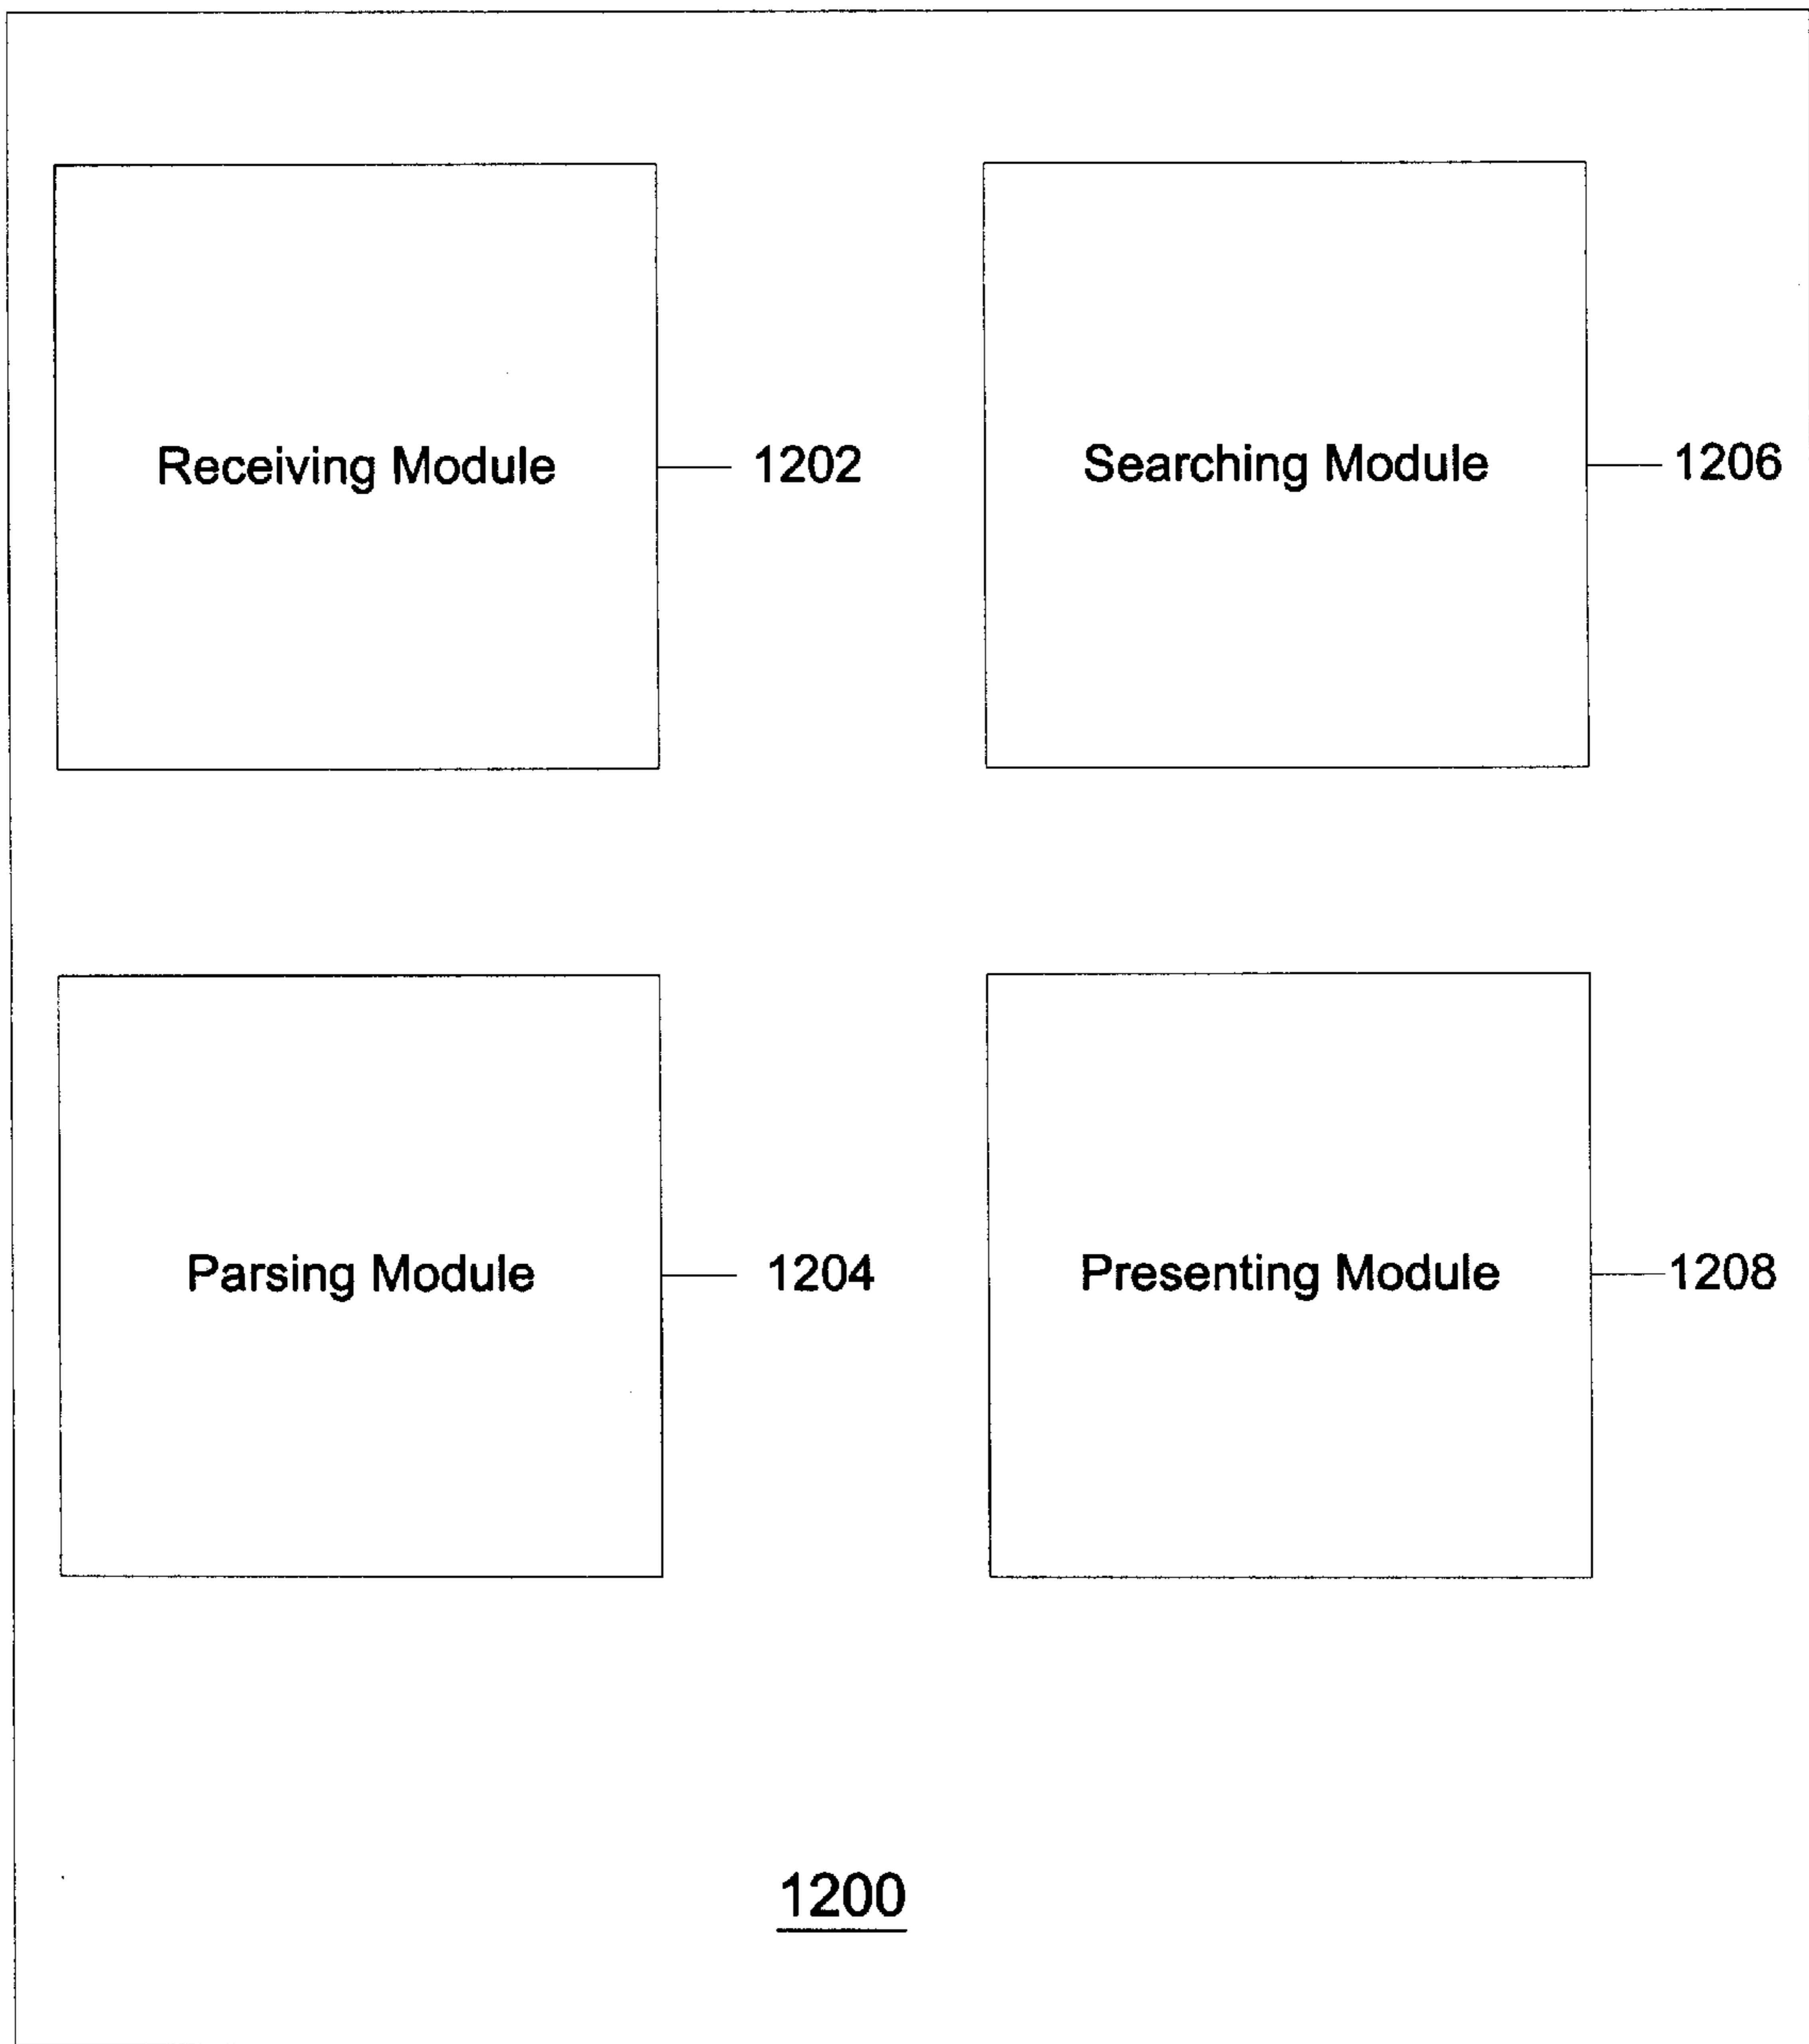 Receiving Module 1202
Searching Module 1206
Parsing Module 1204
Presenting Module 1208
1200